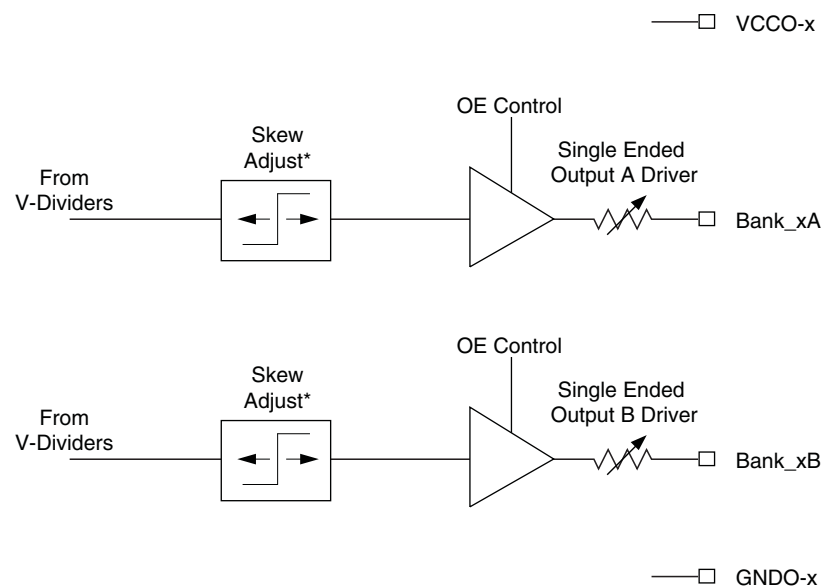 VCCO-x
OE Control
Skew
Adjust*
Single Ended
Output A Driver
From
V-Dividers
Bank_xA
OE Control
Skew
Adjust*
Single Ended
Output B Driver
From
V-Dividers
Bank_xB
GNDO-x